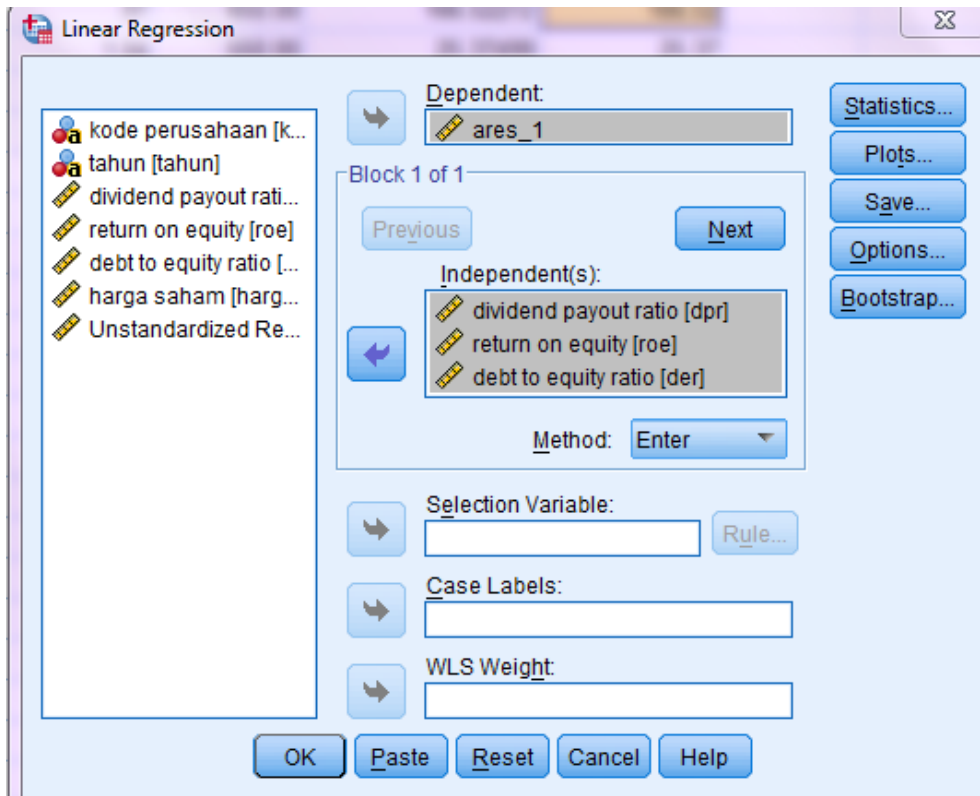 Linear Regression
kode perusahaan [k...
tahun [tahun]
dividend payout rati...
return on equity [roe]
debt to equity ratio [...
harga saham [harg...
Unstandardized Re...
Dependent:
ares_1
Block 1 of 1
Previous
Next
Independent(s):
dividend payout ratio [dpr]
return on equity [roe]
debt to equity ratio [der]
Method: Enter
Selection Variable:
Rule...
Case Labels:
WLS Weight:
Statistics...
Plots...
Save...
Options...
Bootstrap...
OK Paste Reset Cancel Help